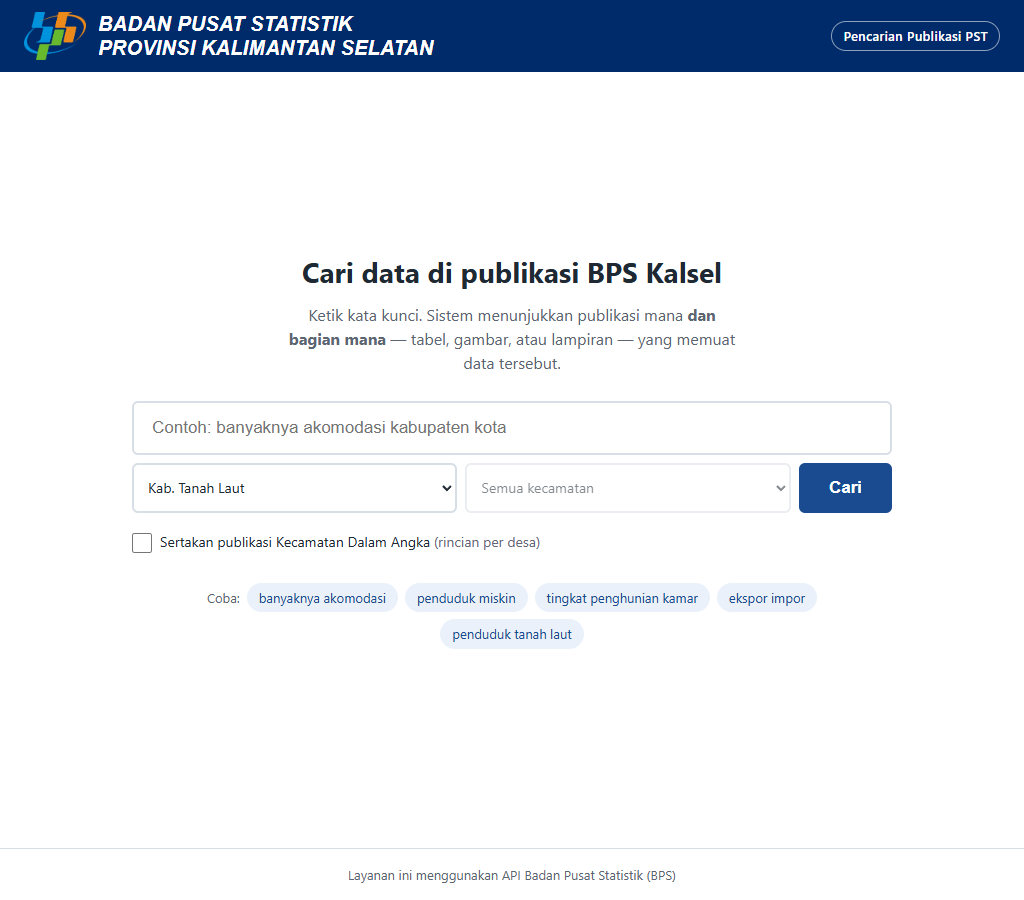 BADAN PUSAT STATISTIK
PROVINSI KALIMANTAN SELATAN
Pencarian Publikasi PST
Cari data di publikasi BPS Kalsel
Ketik kata kunci. Sistem menunjukkan publikasi mana dan
bagian mana — tabel, gambar, atau lampiran — yang memuat
data tersebut.
Contoh: banyaknya akomodasi kabupaten kota
Kab. Tanah Laut
Semua kecamatan
Cari
Sertakan publikasi Kecamatan Dalam Angka (rincian per desa)
Coba: banyaknya akomodasi penduduk miskin tingkat penghunian kamar ekspor impor
penduduk tanah laut
Layanan ini menggunakan API Badan Pusat Statistik (BPS)